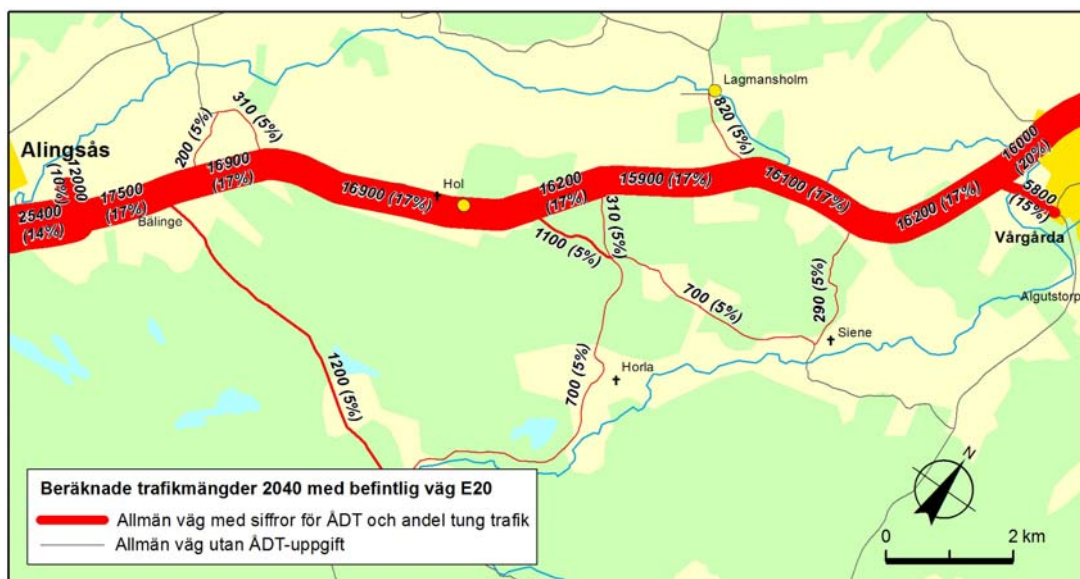 Lagmansholm
820 (5%)
310 (5%)
200 (5%)
Alingsås
12000
(10%)
16900
(17%)
17500
(17%)
25400
(14%)
Bälinge
16900 (17%)
Hol
16200
(17%)
15900 (17%)
16100 (17%)
16200 (17%)
16000
(20%)
5800
(15%)
Vårgårda
Algutstorp
310 (5%)
1100 (5%)
700 (5%)
290 (5%)
Siene
1200 (5%)
700 (5%)
Horla
Beräknade trafikmängder 2040 med befintlig väg E20
Allmän väg med siffror för ÅDT och andel tung trafik
Allmän väg utan ÅDT-uppgift
N
0 2 km